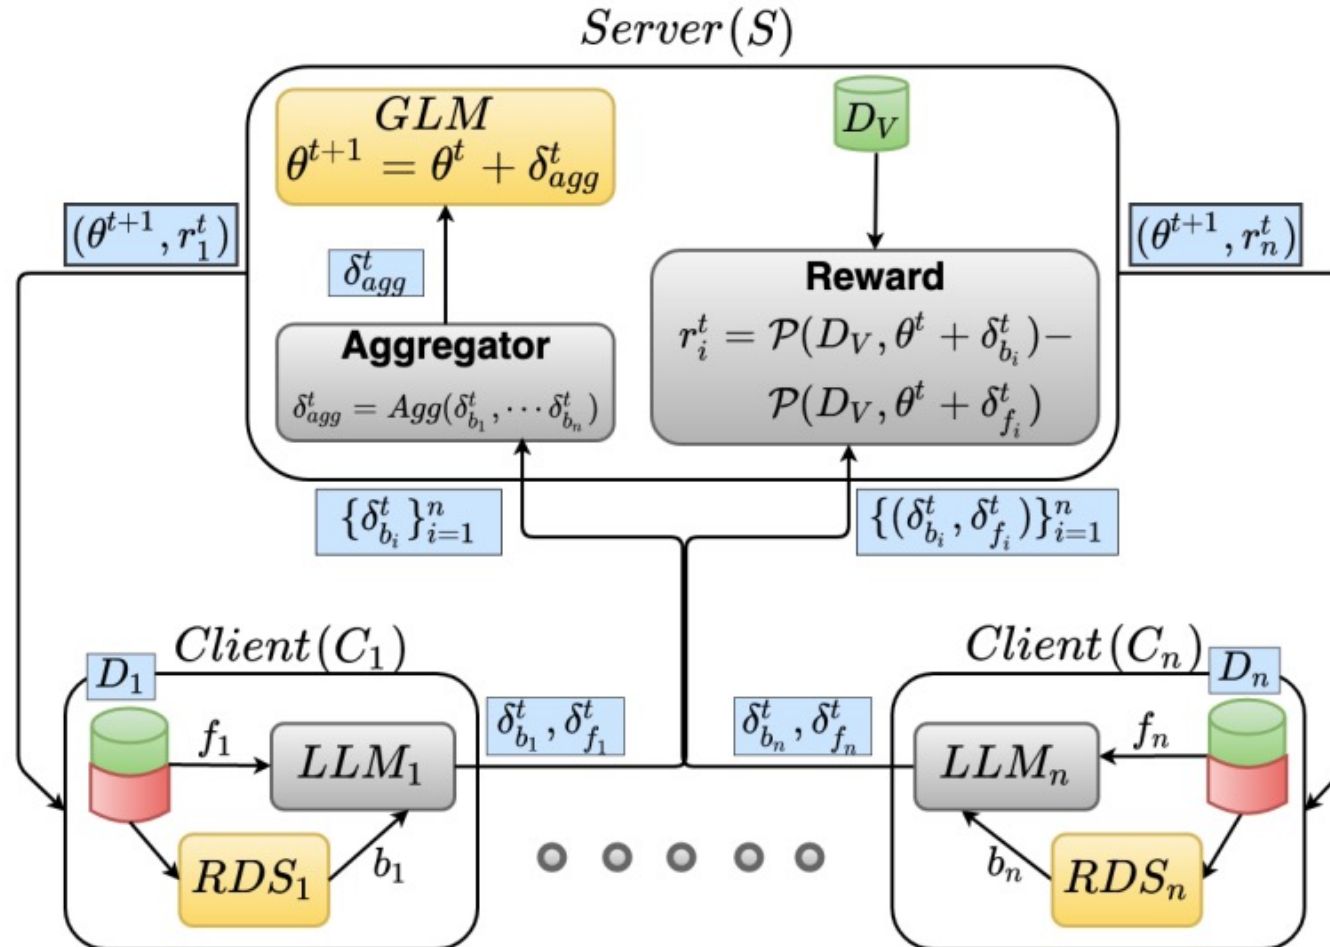 Server(S)
GLM
θ^{t+1} = θ^t + δ^t_{agg}
D_V
(θ^{t+1}, r^t_1)
(θ^{t+1}, r^t_n)
δ^t_{agg}
Aggregator
δ^t_{agg} = Agg(δ^t_{b_1}, ⋯ δ^t_{b_n})
Reward
r^t_i = 𝒫(D_V, θ^t + δ^t_{b_i})−
𝒫(D_V, θ^t + δ^t_{f_i})
{δ^t_{b_i}}^n_{i=1}
{(δ^t_{b_i}, δ^t_{f_i})}^n_{i=1}
Client(C_1)
D_1
f_1
LLM_1
RDS_1
b_1
δ^t_{b_1}, δ^t_{f_1}
δ^t_{b_n}, δ^t_{f_n}
Client(C_n)
D_n
f_n
LLM_n
b_n
RDS_n